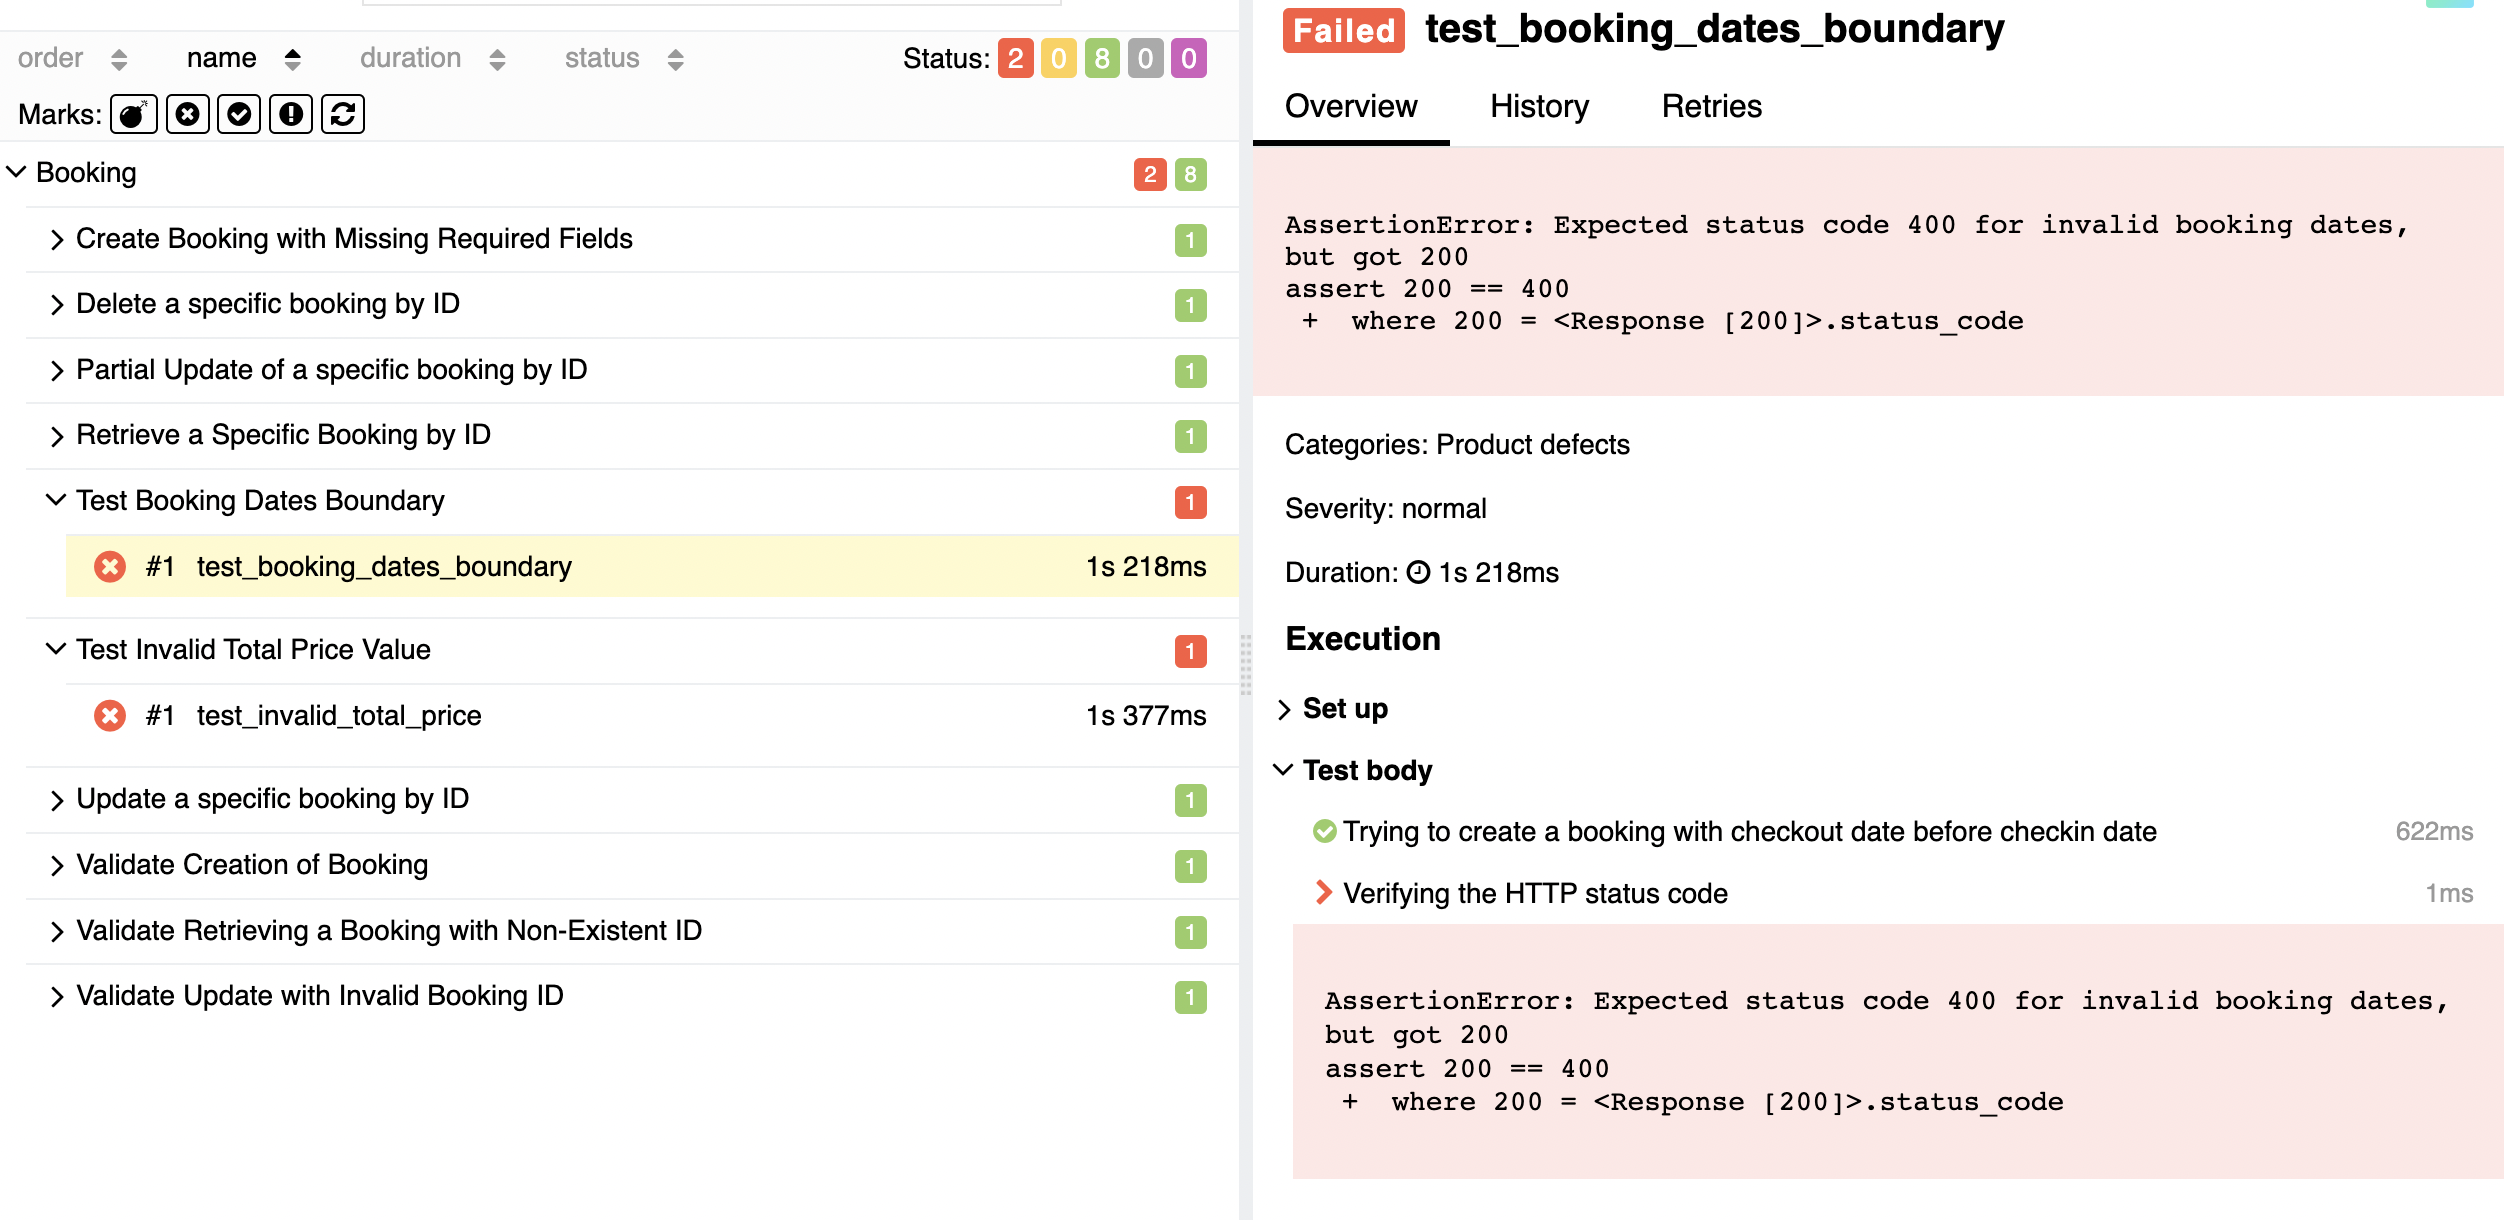 order name duration status Status: 2 0 8 0 0
Marks:
Booking 2 8
Create Booking with Missing Required Fields 1
Delete a specific booking by ID 1
Partial Update of a specific booking by ID 1
Retrieve a Specific Booking by ID 1
Test Booking Dates Boundary 1
#1 test_booking_dates_boundary 1s 218ms
Test Invalid Total Price Value 1
#1 test_invalid_total_price 1s 377ms
Update a specific booking by ID 1
Validate Creation of Booking 1
Validate Retrieving a Booking with Non-Existent ID 1
Validate Update with Invalid Booking ID 1
Failed test_booking_dates_boundary
Overview History Retries
AssertionError: Expected status code 400 for invalid booking dates,
but got 200
assert 200 == 400
 +  where 200 = <Response [200]>.status_code
Categories: Product defects
Severity: normal
Duration: 1s 218ms
Execution
Set up
Test body
Trying to create a booking with checkout date before checkin date 622ms
Verifying the HTTP status code 1ms
AssertionError: Expected status code 400 for invalid booking dates,
but got 200
assert 200 == 400
 +  where 200 = <Response [200]>.status_code